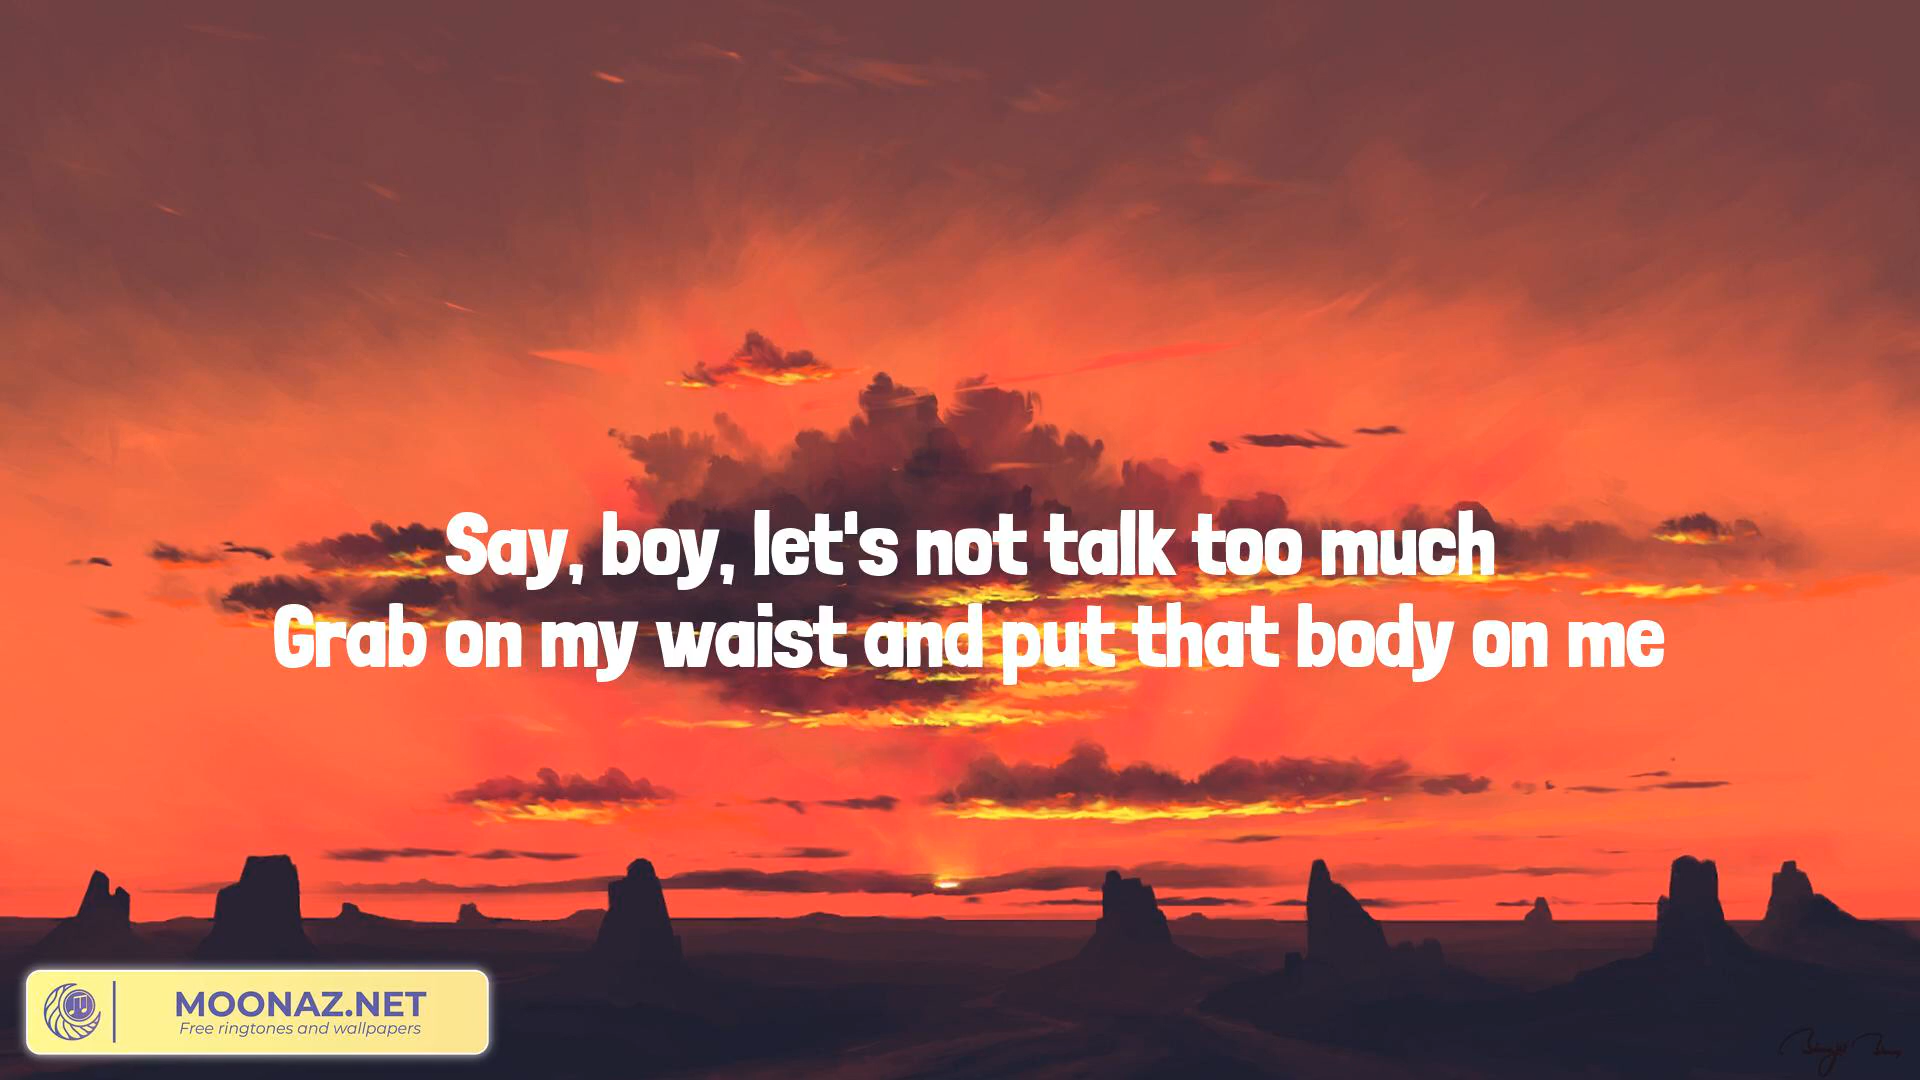 Say, boy, let's not talk too much
Grab on my waist and put that body on me
MOONAZ.NET
Free ringtones and wallpapers